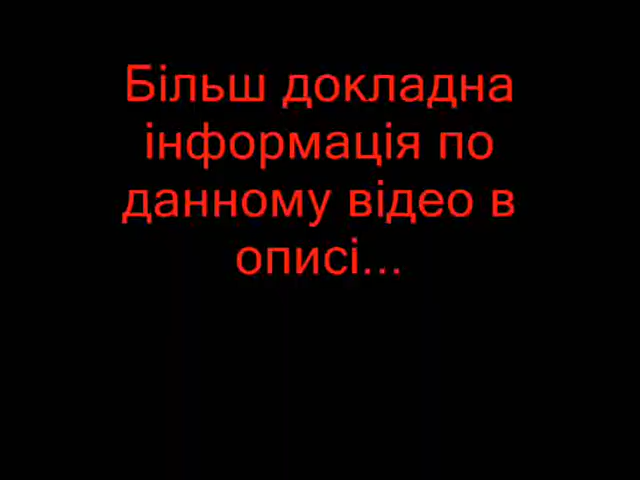 Більш докладна
інформація по
данному відео в
описі...